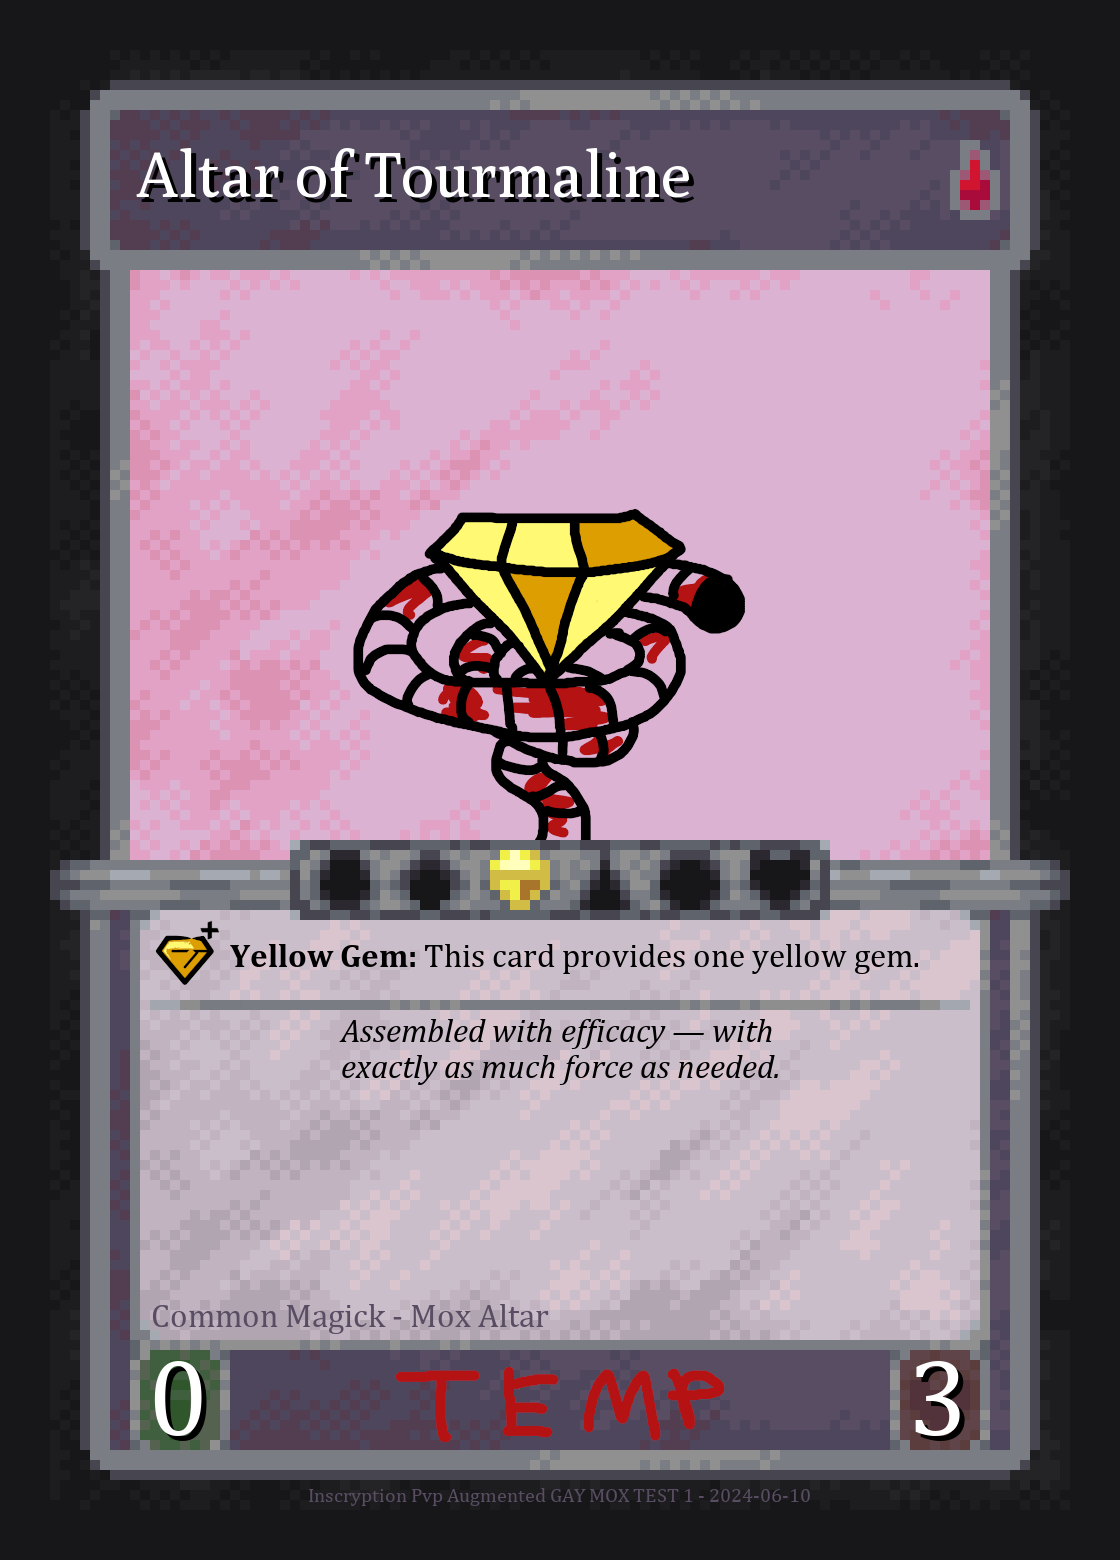 Altar of Tourmaline
Yellow Gem: This card provides one yellow gem.
Assembled with efficacy — with
exactly as much force as needed.
Common Magick - Mox Altar
0 TEMP 3
Inscryption Pvp Augmented GAY MOX TEST 1 - 2024-06-10